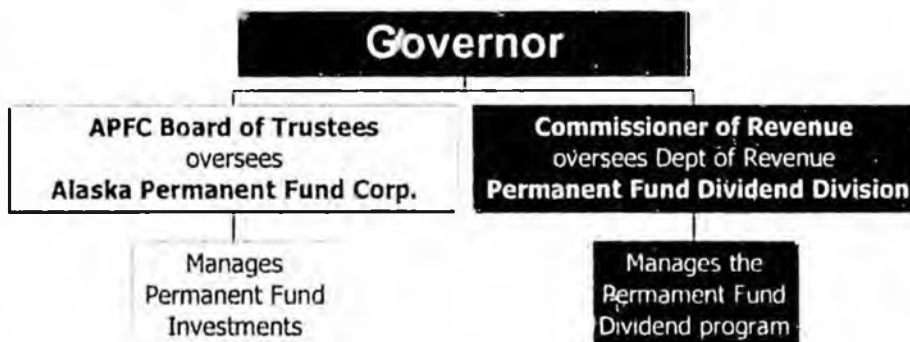 Governor
APFC Board of Trustees
oversees
Alaska Permanent Fund Corp.
Commissioner of Revenue
oversees Dept of Revenue
Permanent Fund Dividend Division
Manages
Permanent Fund
Investments
Manages the
Permament Fund
Dividend program